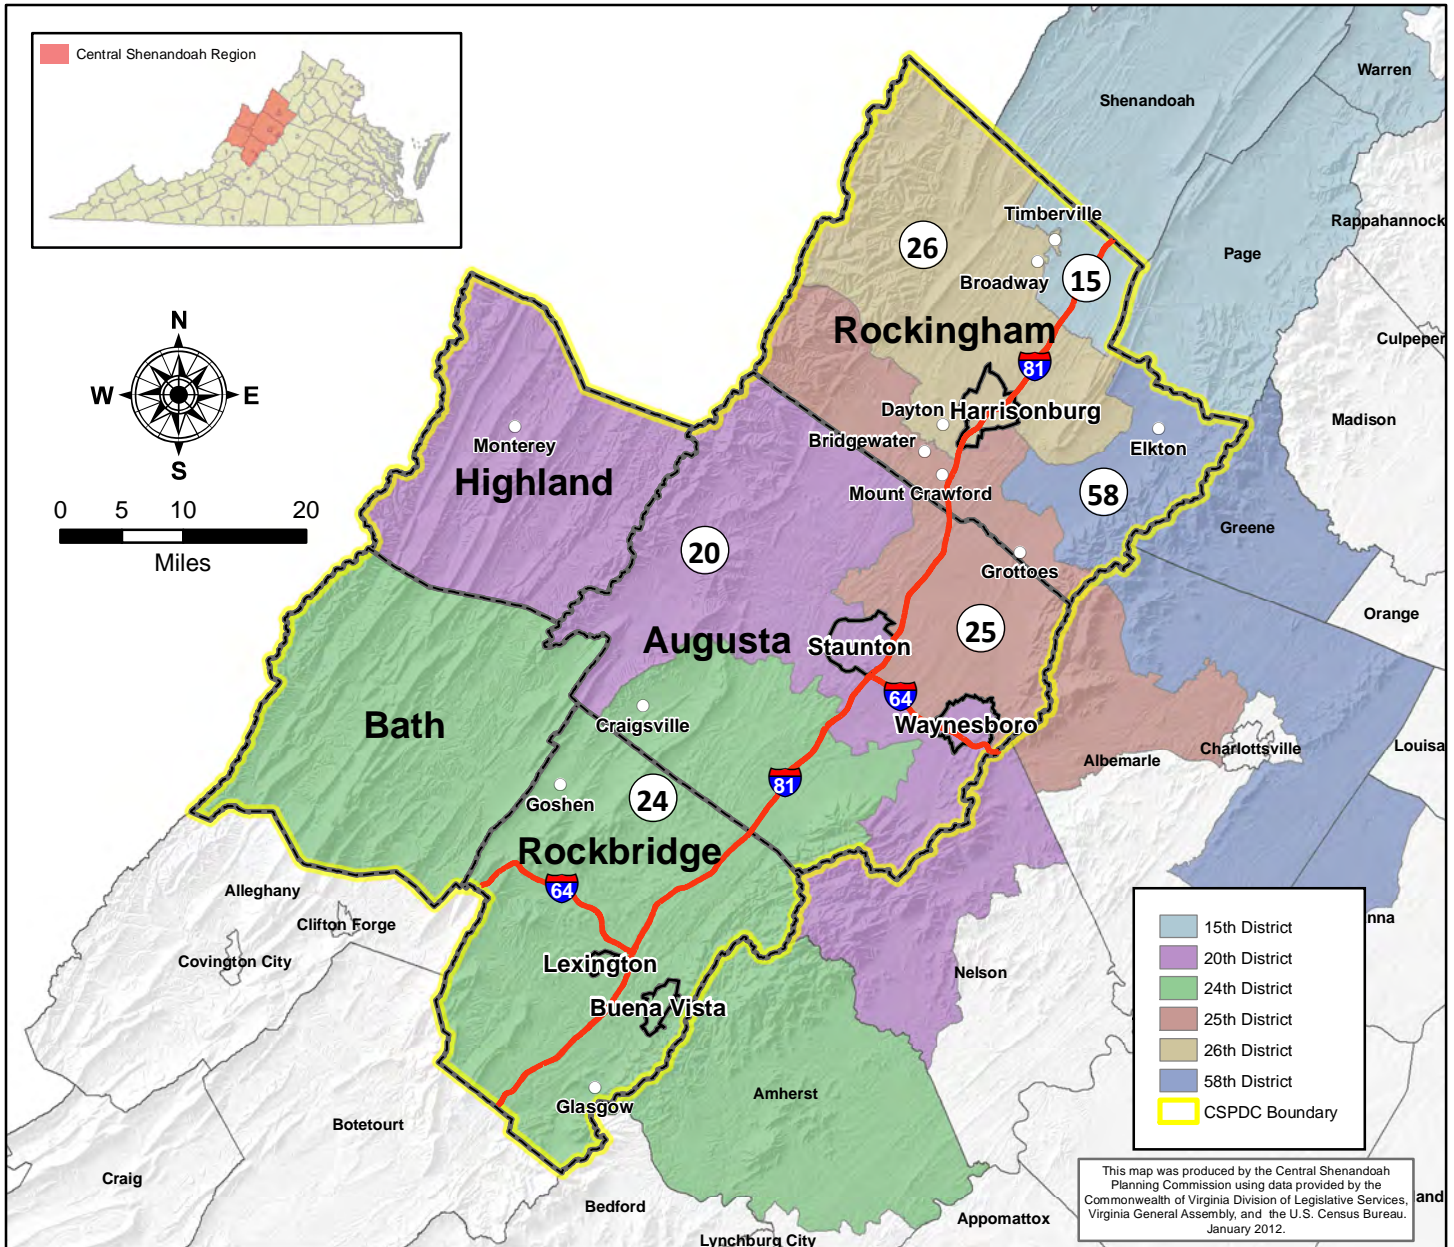 Central Shenandoah Region
Warren
Shenandoah
Rappahannock
Timberville
26
Page
Broadway
15
N
Rockingham
Culpeper
81
W
E
Dayton
Harrisonburg
Madison
Monterey
Bridgewater
Elkton
S
Highland
Mount Crawford
58
0 5 10 20
Greene
Miles
20
Grottoes
Orange
25
Augusta
Staunton
64
Craigsville
Waynesboro
Bath
Charlottsville
Louisa
Albemarle
81
Goshen
24
Rockbridge
64
Alleghany
Clifton Forge
nna
Covington City
Lexington
Nelson
Buena Vista
15th District
20th District
24th District
25th District
26th District
58th District
CSPDC Boundary
Amherst
Glasgow
Botetourt
Craig
This map was produced by the Central Shenandoah
Planning Commission using data provided by the
Commonwealth of Virginia Division of Legislative Services,
Virginia General Assembly, and the U.S. Census Bureau.
January 2012.
and
Bedford
Appomattox
Lynchburg City